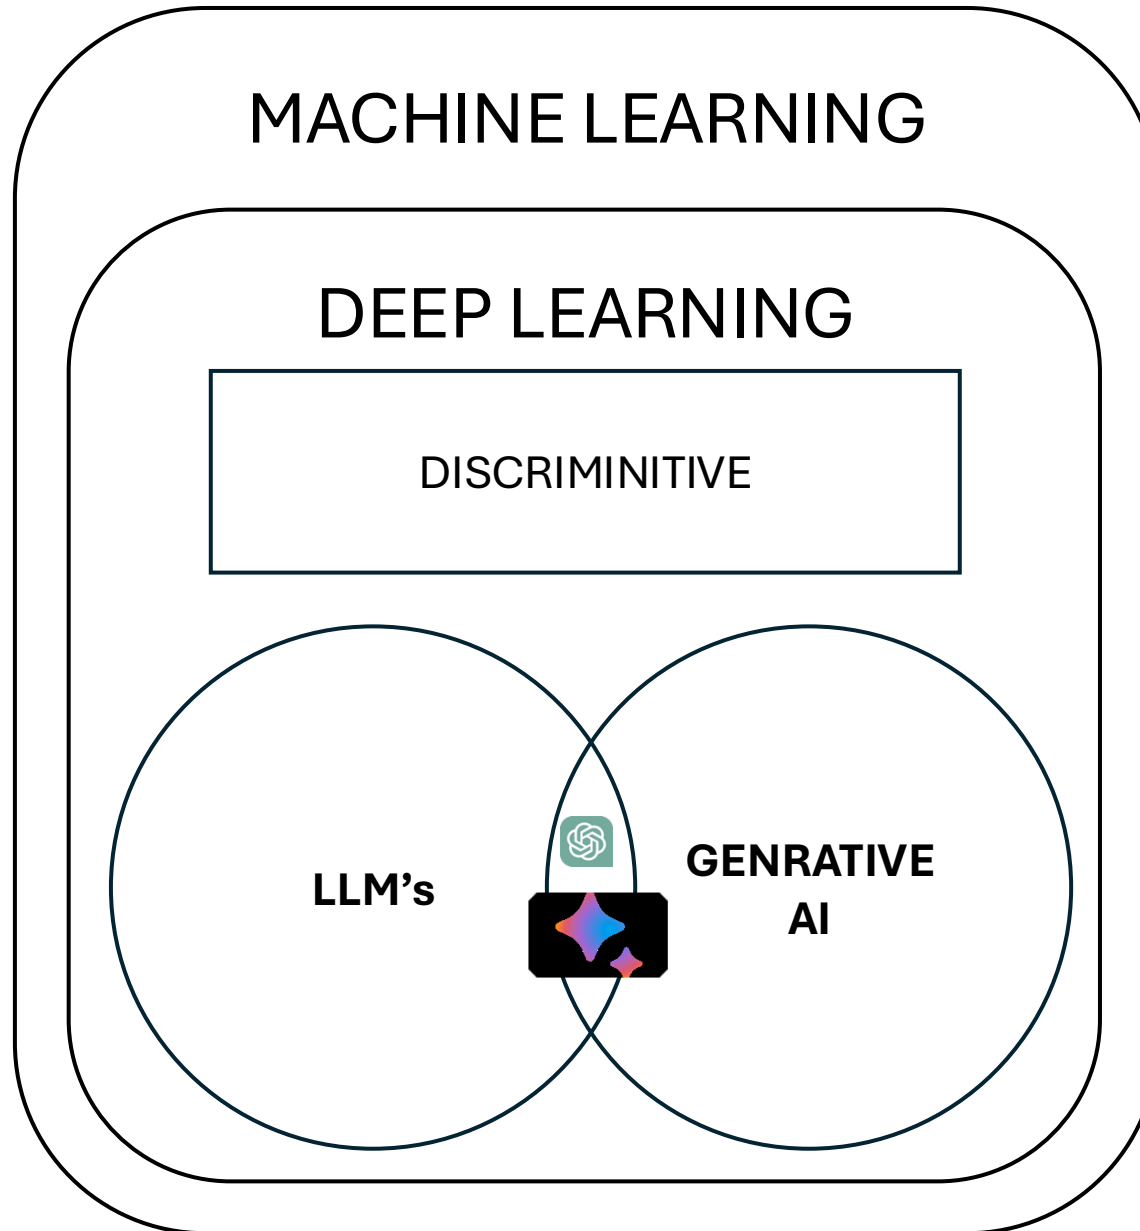 MACHINE LEARNING
DEEP LEARNING
DISCRIMINITIVE
LLM’s
GENRATIVE
AI